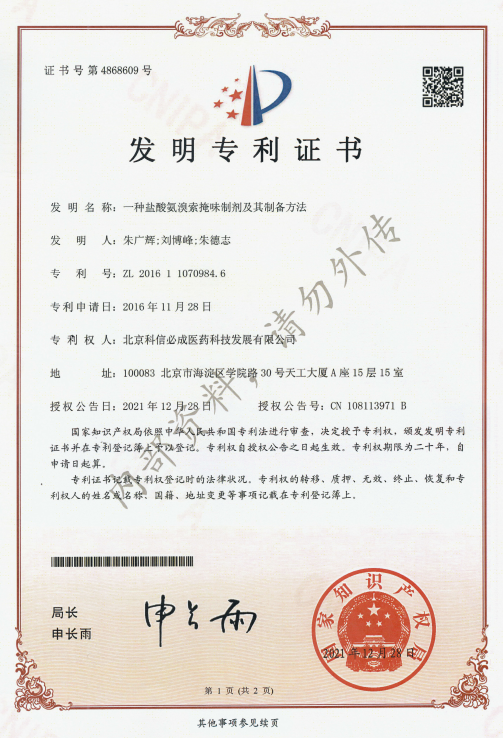 证书号第4868609号
发明专利证书
发明名称：一种盐酸氨溴索掩味制剂及其制备方法
发明人：朱广辉;刘博峰;朱德志
专利号：ZL 2016 1 1070984.6
专利申请日：2016年11月28日
专利权人：北京科信必成医药科技发展有限公司
地址：100083 北京市海淀区学院路30号天工大厦A座15层15室
授权公告日：2021年12月28日 授权公告号：CN 108113971 B
国家知识产权局依照中华人民共和国专利法进行审查，决定授予专利权，颁发发明专利
证书并在专利登记簿上予以登记。专利权自授权公告之日起生效。专利权期限为二十年，自
申请日起算。
专利证书记载专利权登记时的法律状况。专利权的转移、质押、无效、终止、恢复和专
利权人的姓名或名称、国籍、地址变更等事项记载在专利登记簿上。
内部资料，请勿外传
局长
申长雨
申长雨
国家知识产权局
2021年12月28日
第 1 页 (共 2 页)
其他事项参见续页
CNIPA